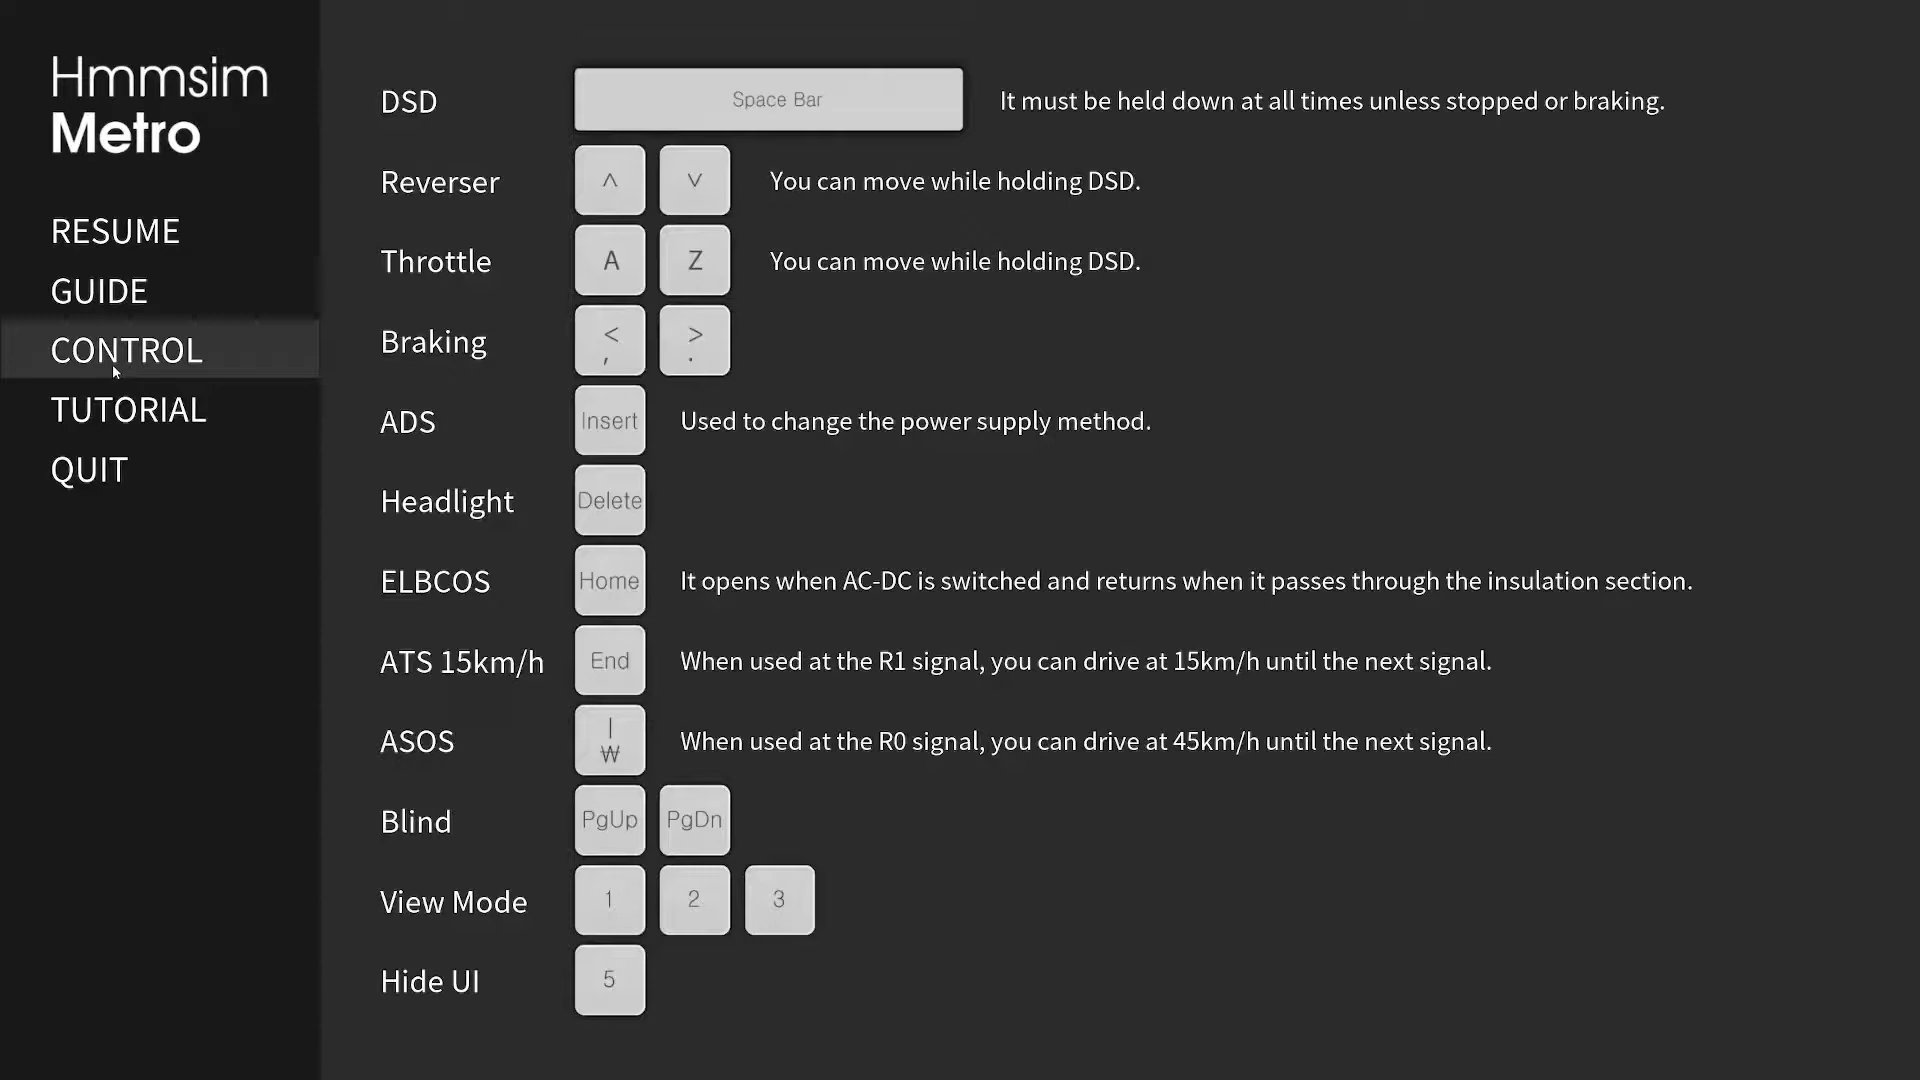 Hmmsim
Metro
RESUME
GUIDE
CONTROL
TUTORIAL
QUIT
DSD Space Bar It must be held down at all times unless stopped or braking.
Reverser ^ v You can move while holding DSD.
Throttle A Z You can move while holding DSD.
Braking < , > .
ADS Insert Used to change the power supply method.
Headlight Delete
ELBCOS Home It opens when AC-DC is switched and returns when it passes through the insulation section.
ATS 15km/h End When used at the R1 signal, you can drive at 15km/h until the next signal.
ASOS | ₩ When used at the R0 signal, you can drive at 45km/h until the next signal.
Blind PgUp PgDn
View Mode 1 2 3
Hide UI 5